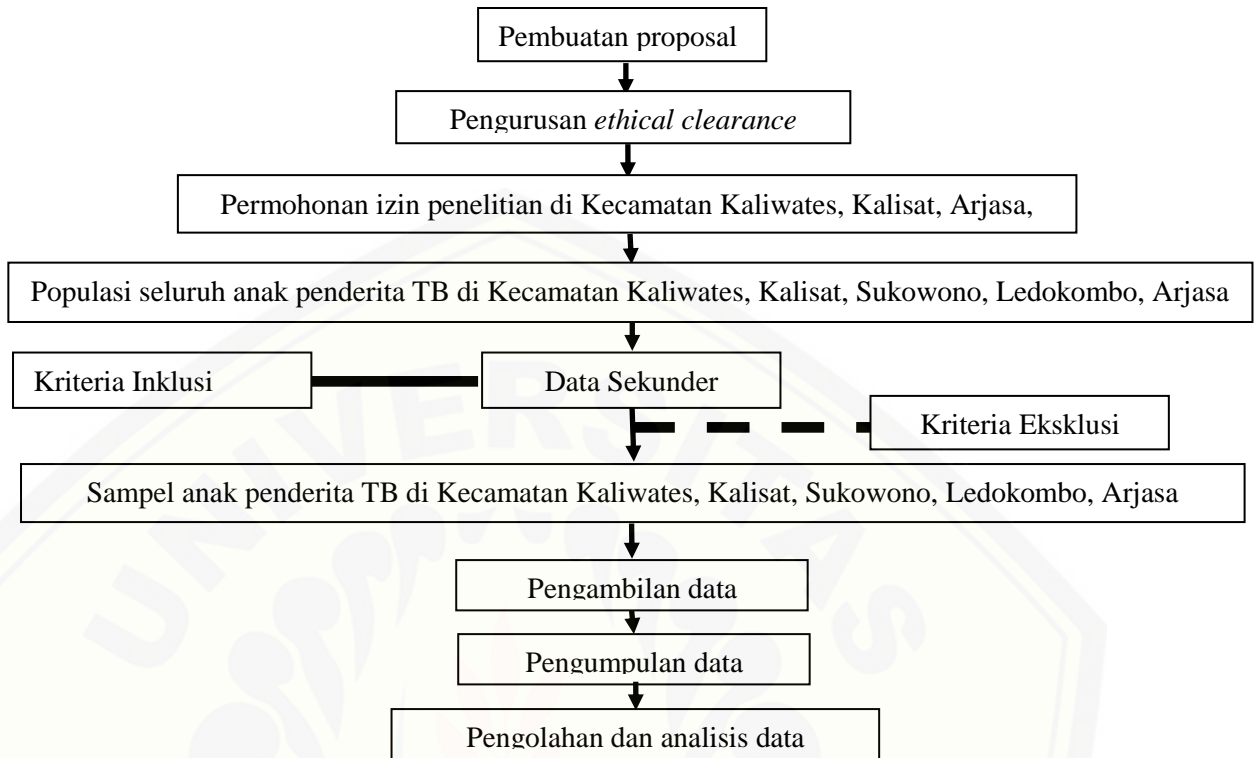 Pembuatan proposal
Pengurusan ethical clearance
Permohonan izin penelitian di Kecamatan Kaliwates, Kalisat, Arjasa,
Populasi seluruh anak penderita TB di Kecamatan Kaliwates, Kalisat, Sukowono, Ledokombo, Arjasa
Kriteria Inklusi
Data Sekunder
Kriteria Eksklusi
Sampel anak penderita TB di Kecamatan Kaliwates, Kalisat, Sukowono, Ledokombo, Arjasa
Pengambilan data
Pengumpulan data
Pengolahan dan analisis data
UNIVERSITAS